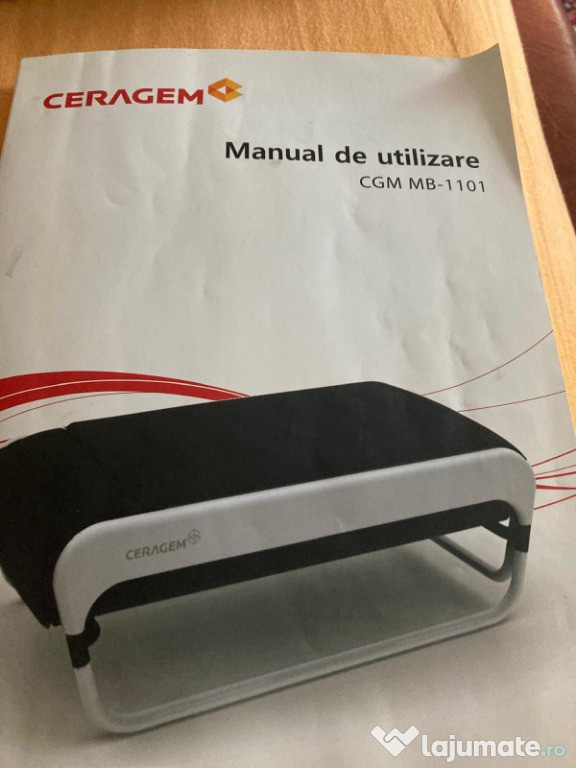 CERAGEM
Manual de utilizare
CGM MB-1101
CERAGEM
lajumate.ro